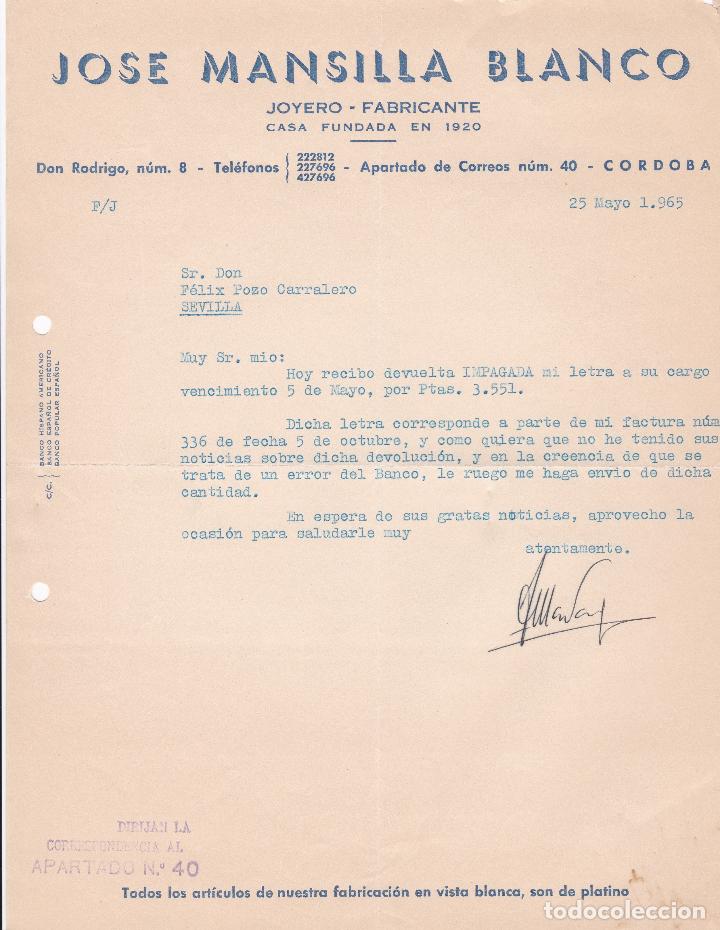 JOSE MANSILLA BLANCO
JOYERO - FABRICANTE
CASA FUNDADA EN 1920
Don Rodrigo, núm. 8 - Teléfonos 222812 227696 427696 - Apartado de Correos núm. 40 - CORDOBA
F/J
25 Mayo 1.965
Sr. Don
Félix Pozo Carralero
SEVILLA
Muy Sr. mio:
Hoy recibo devuelta IMPAGADA mi letra a su cargo
vencimiento 5 de Mayo, por Ptas. 3.551.
Dicha letra corresponde a parte de mi factura núm
336 de fecha 5 de octubre, y como quiera que no he tenido sus
noticias sobre dicha devolución, y en la creencia de que se
trata de un error del Banco, le ruego me haga envio de dicha
cantidad.
En espera de sus gratas noticias, aprovecho la
ocasión para saludarle muy
atentamente.
C/C.
BANCO HISPANO AMERICANO
BANCO ESPAÑOL DE CRÉDITO
BANCO POPULAR ESPAÑOL
DIRIJAN LA
CORRESPONDENCIA AL
APARTADO N.º 40
Todos los artículos de nuestra fabricación en vista blanca, son de platino
todocoleccion